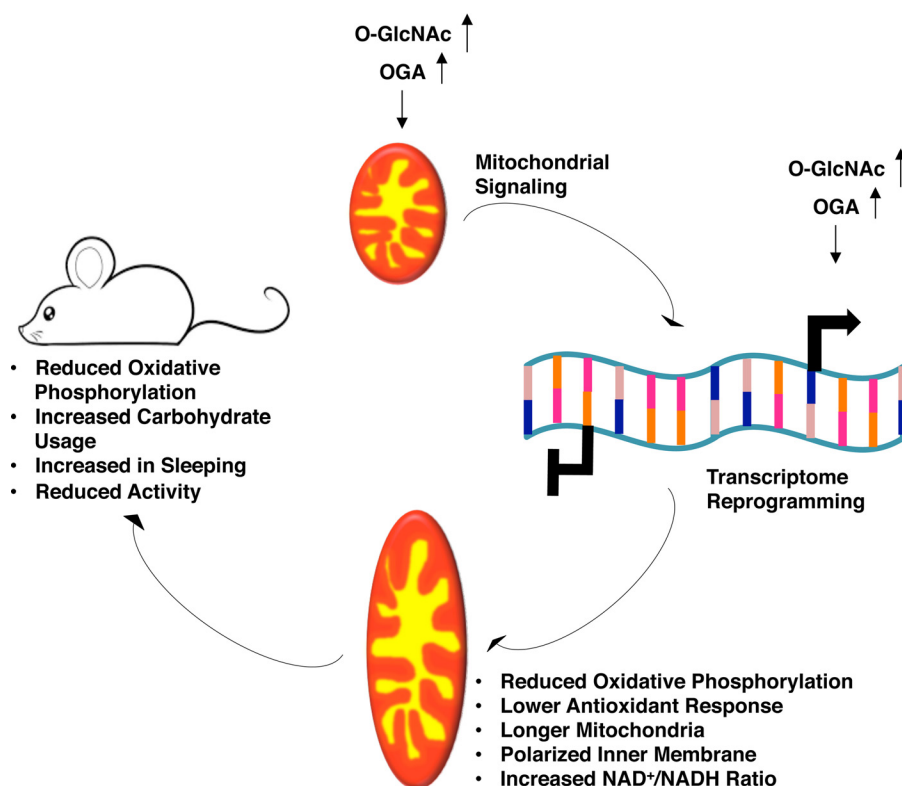 O-GlcNAc
OGA
Mitochondrial
Signaling
O-GlcNAc
OGA
• Reduced Oxidative
Phosphorylation
• Increased Carbohydrate
Usage
• Increased in Sleeping
• Reduced Activity
Transcriptome
Reprogramming
• Reduced Oxidative Phosphorylation
• Lower Antioxidant Response
• Longer Mitochondria
• Polarized Inner Membrane
• Increased NAD⁺/NADH Ratio